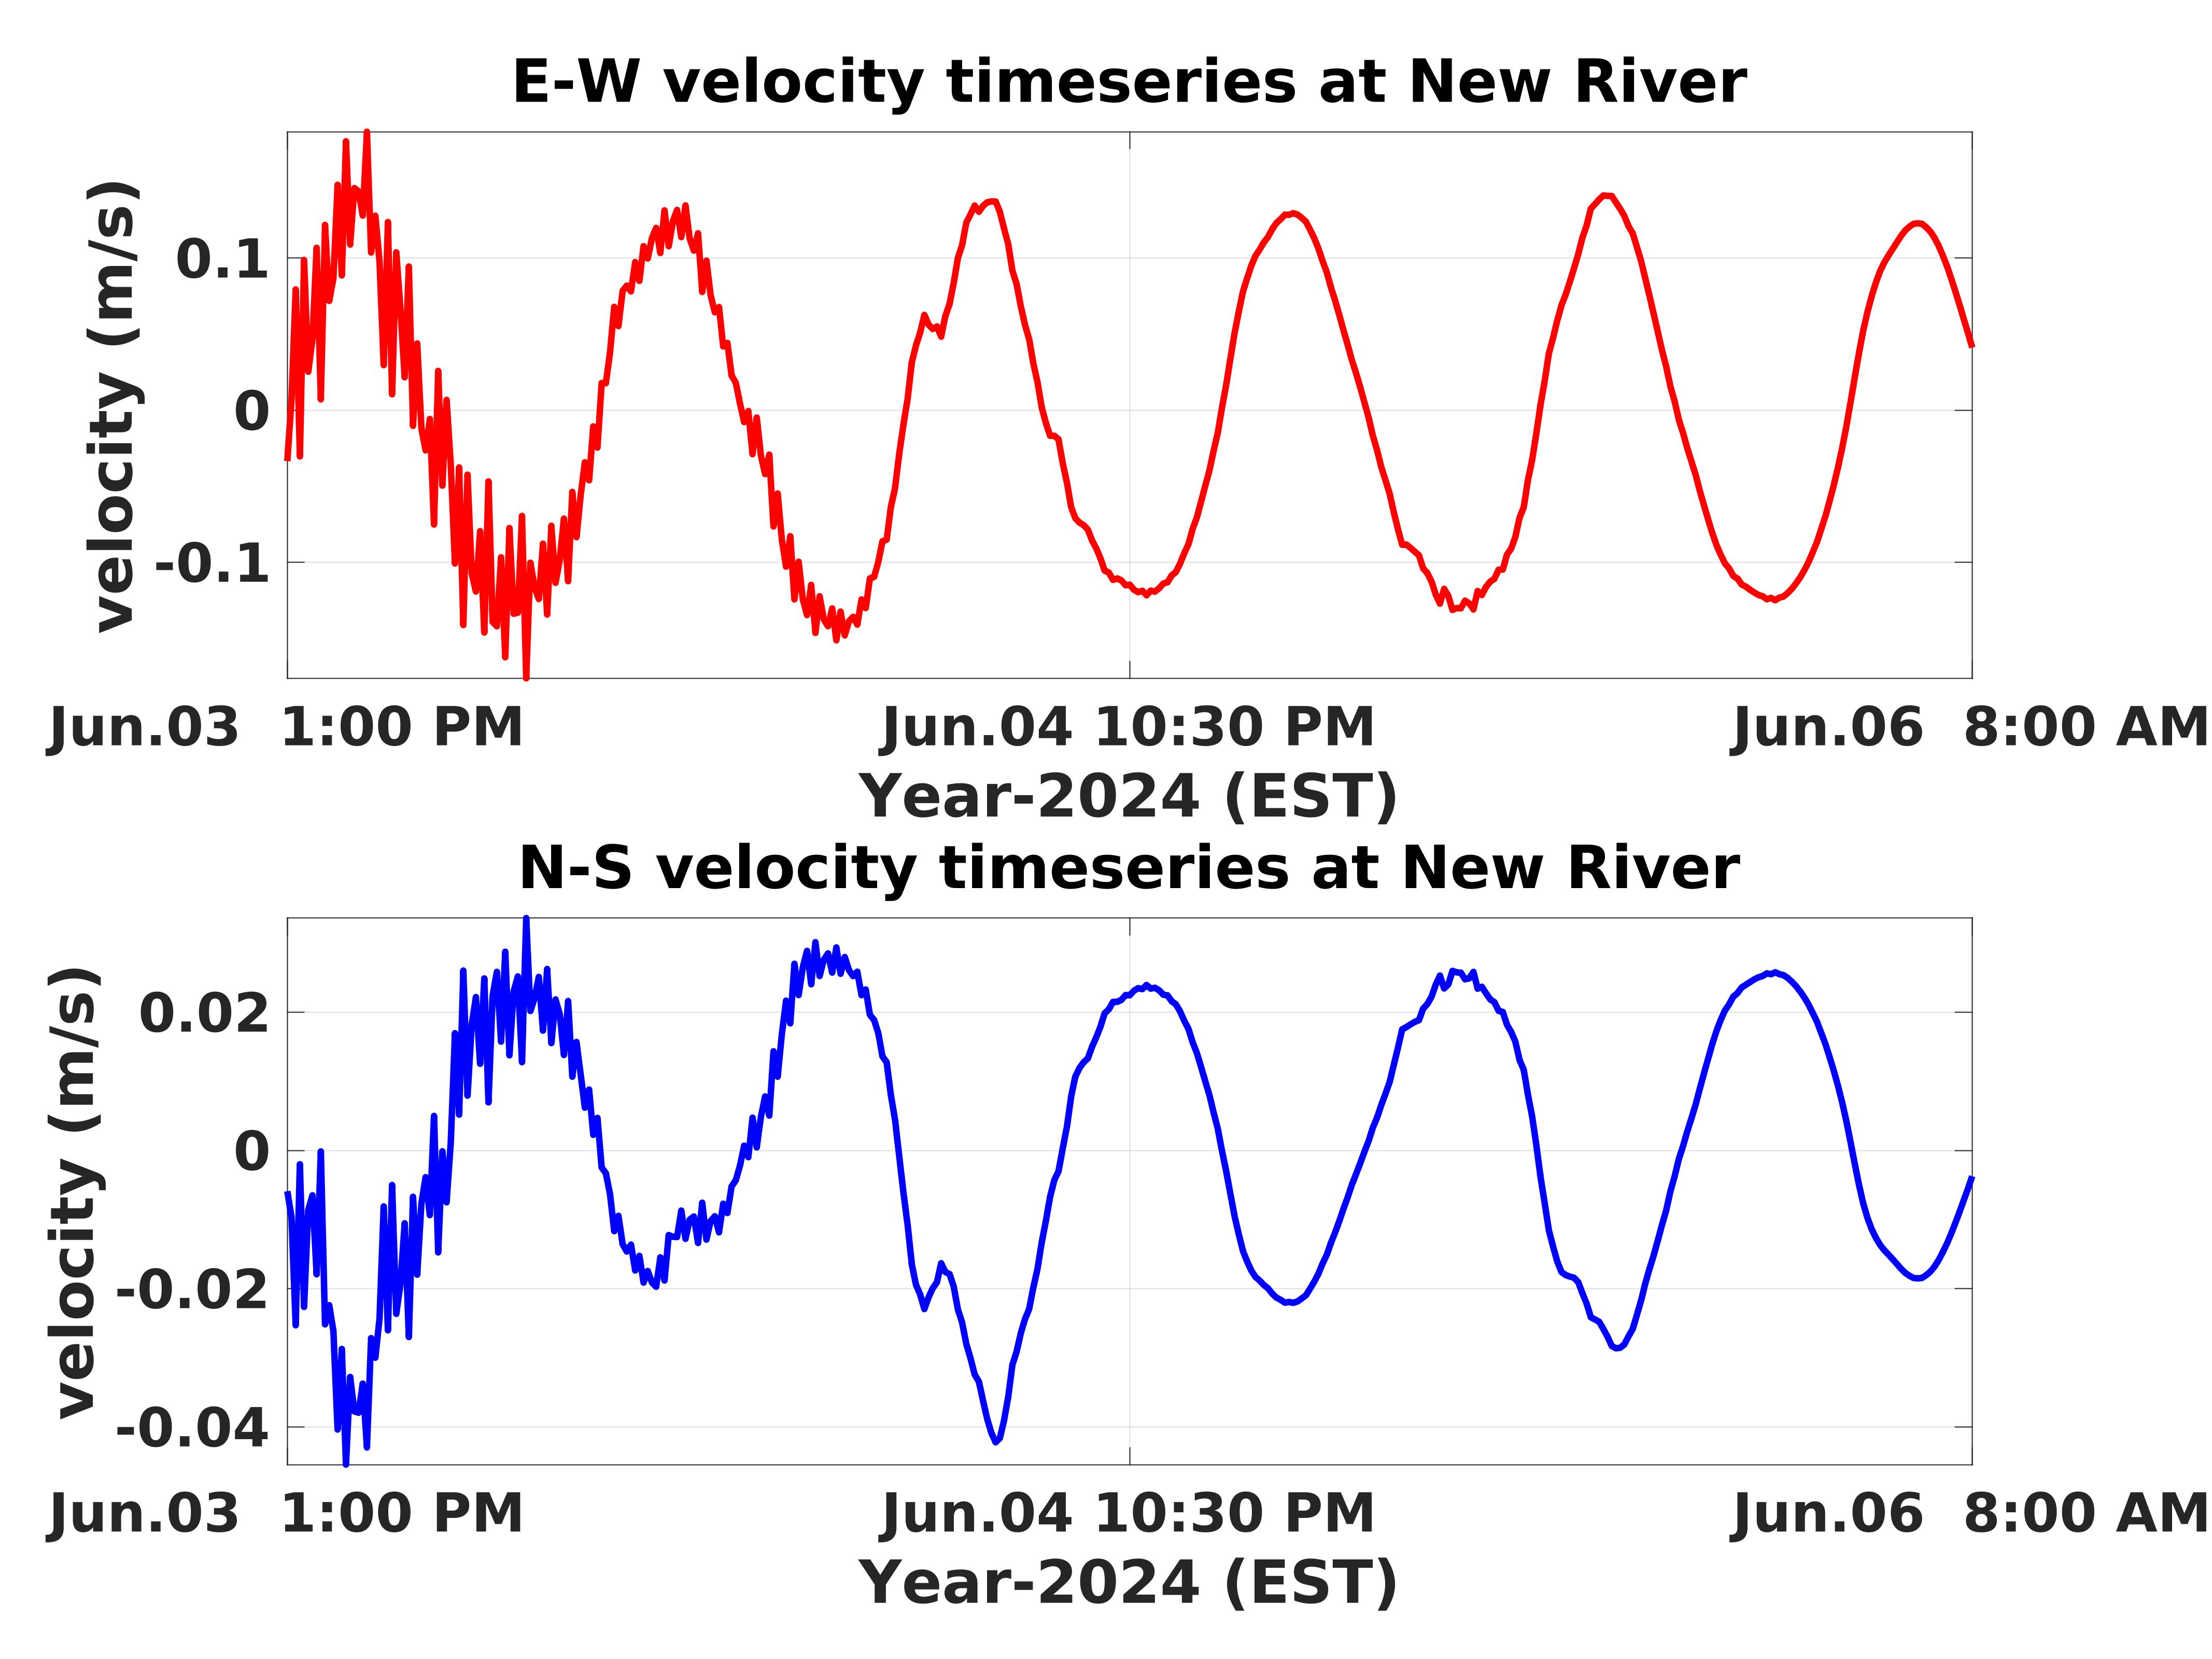 E-W velocity timeseries at New River
velocity (m/s)
0.1
0
-0.1
Jun.03  1:00 PM
Jun.04 10:30 PM
Jun.06  8:00 AM
Year-2024 (EST)
N-S velocity timeseries at New River
velocity (m/s)
0.02
0
-0.02
-0.04
Jun.03  1:00 PM
Jun.04 10:30 PM
Jun.06  8:00 AM
Year-2024 (EST)